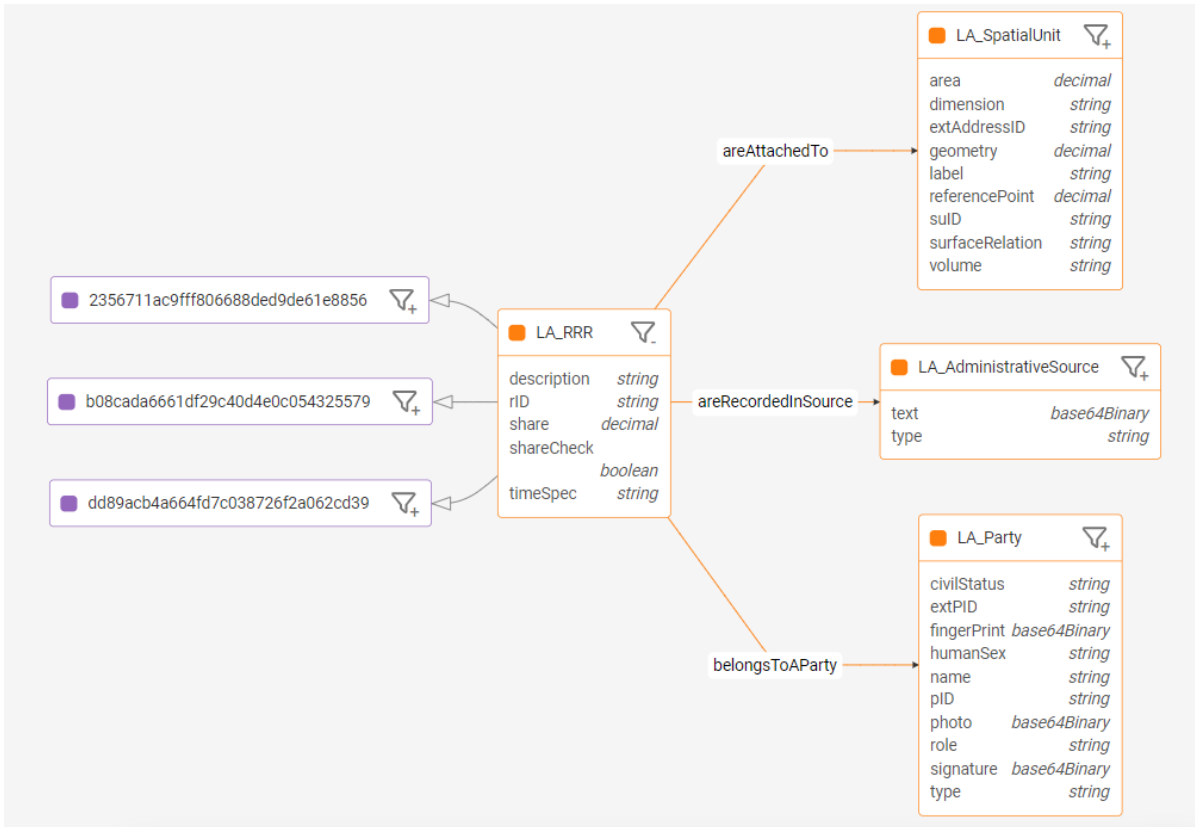 LA_SpatialUnit
area decimal
dimension string
extAddressID string
geometry decimal
label string
referencePoint decimal
suID string
surfaceRelation string
volume string
areAttachedTo
2356711ac9fff806688ded9de61e8856
b08cada6661df29c40d4e0c054325579
dd89acb4a664fd7c038726f2a062cd39
LA_RRR
description string
rID string
share decimal
shareCheck
boolean
timeSpec string
areRecordedInSource
LA_AdministrativeSource
text base64Binary
type string
belongsToAParty
LA_Party
civilStatus string
extPID string
fingerPrint base64Binary
humanSex string
name string
pID string
photo base64Binary
role string
signature base64Binary
type string